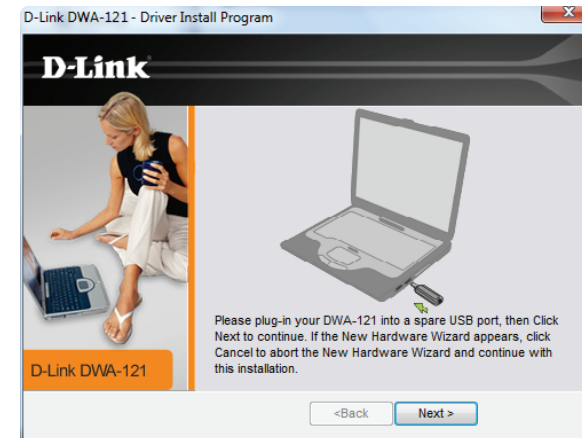 D-Link DWA-121 - Driver Install Program
D-Link
Please plug-in your DWA-121 into a spare USB port, then Click
Next to continue. If the New Hardware Wizard appears, click
Cancel to abort the New Hardware Wizard and continue with
this installation.
D-Link DWA-121
<Back
Next >